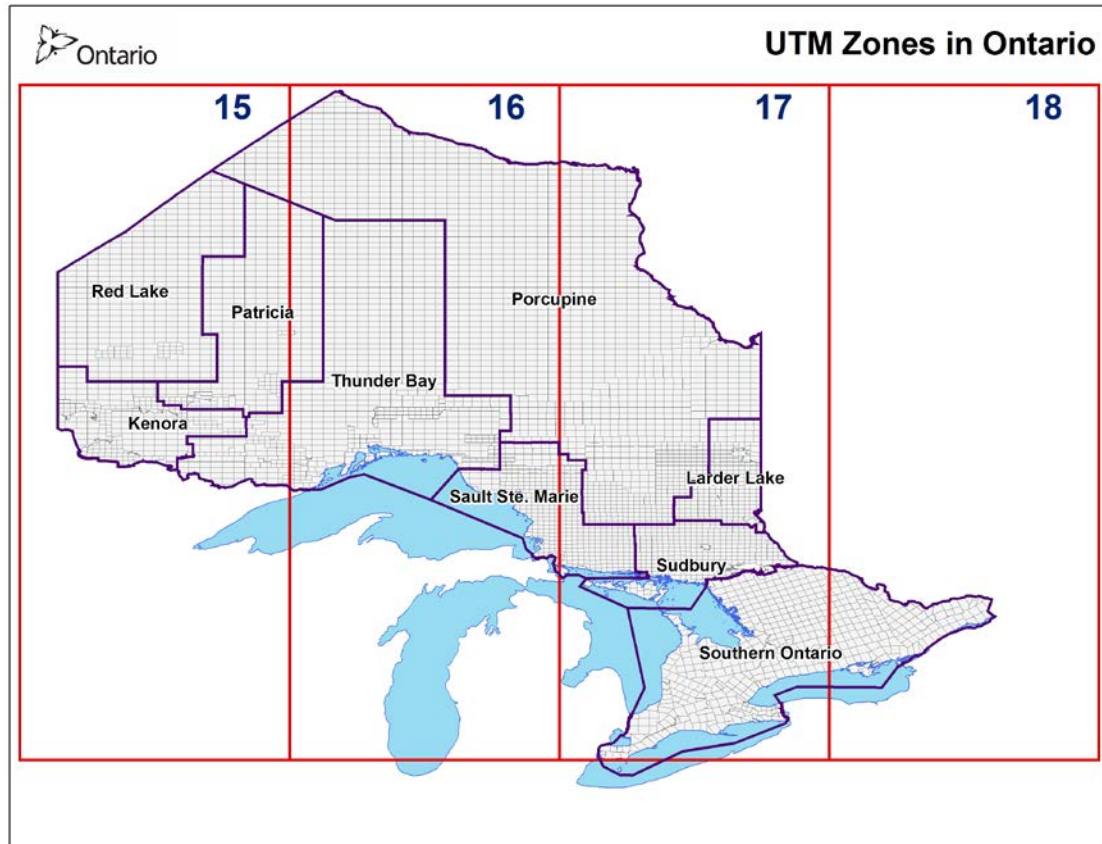 Ontario
UTM Zones in Ontario
15
16
17
18
Red Lake
Patricia
Porcupine
Thunder Bay
Kenora
Larder Lake
Sault Ste. Marie
Sudbury
Southern Ontario